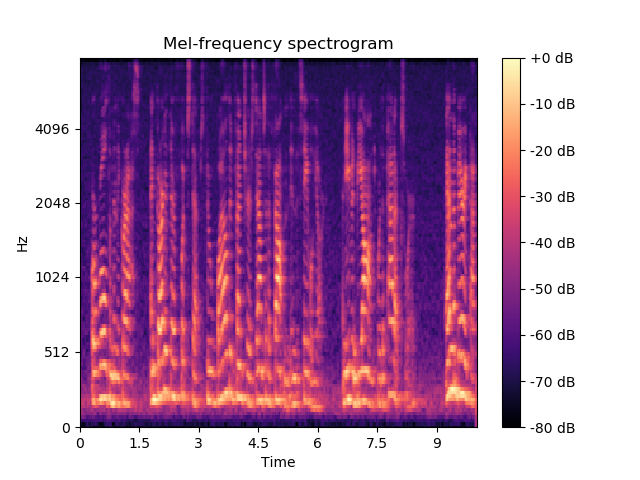 Mel-frequency spectrogram
Hz
4096
2048
1024
512
0
0 1.5 3 4.5 6 7.5 9
Time
+0 dB
-10 dB
-20 dB
-30 dB
-40 dB
-50 dB
-60 dB
-70 dB
-80 dB